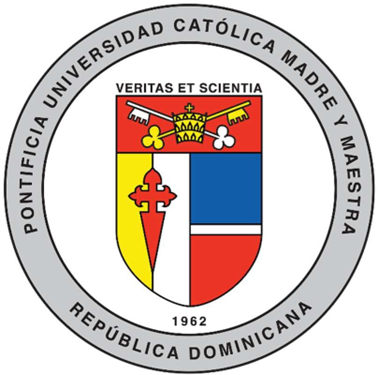 PONTIFICIA UNIVERSIDAD CATÓLICA MADRE Y MAESTRA
VERITAS ET SCIENTIA
1962
REPÚBLICA DOMINICANA